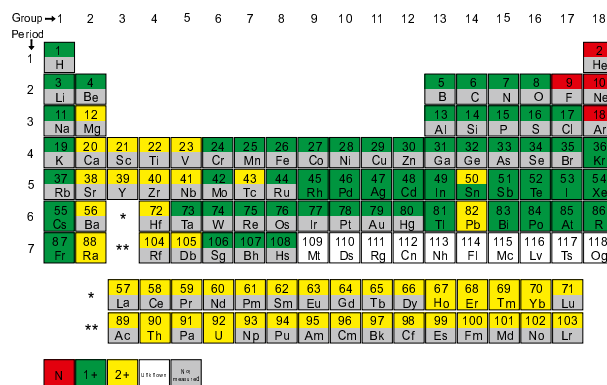 Group 1 2 3 4 5 6 7 8 9 10 11 12 13 14 15 16 17 18
Period
1 1 2
H He
2 3 4 5 6 7 8 9 10
Li Be B C N O F Ne
3 11 12 13 14 15 16 17 18
Na Mg Al Si P S Cl Ar
4 19 20 21 22 23 24 25 26 27 28 29 30 31 32 33 34 35 36
K Ca Sc Ti V Cr Mn Fe Co Ni Cu Zn Ga Ge As Se Br Kr
5 37 38 39 40 41 42 43 44 45 46 47 48 49 50 51 52 53 54
Rb Sr Y Zr Nb Mo Tc Ru Rh Pd Ag Cd In Sn Sb Te I Xe
6 55 56 * 72 73 74 75 76 77 78 79 80 81 82 83 84 85 86
Cs Ba Hf Ta W Re Os Ir Pt Au Hg Tl Pb Bi Po At R
7 87 88 ** 104 105 106 107 108 109 110 111 112 113 114 115 116 117 118
Fr Ra Rf Db Sg Bh Hs Mt Ds Rg Cn Nh Fl Mc Lv Ts Og
* 57 58 59 60 61 62 63 64 65 66 67 68 69 70 71
La Ce Pr Nd Pm Sm Eu Gd Tb Dy Ho Er Tm Yb Lu
** 89 90 91 92 93 94 95 96 97 98 99 100 101 102 103
Ac Th Pa U Np Pu Am Cm Bk Cf Es Fm Md No Lr
N 1+ 2+ Unknown Not
measured